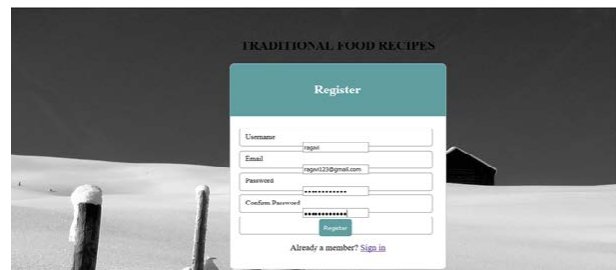 TRADITIONAL FOOD RECIPES
Register
Username
ragavi
Email
ragavi123@gmail.com
Password
••••••••••••
Confirm Password
••••••••••••
Register
Already a member? Sign in